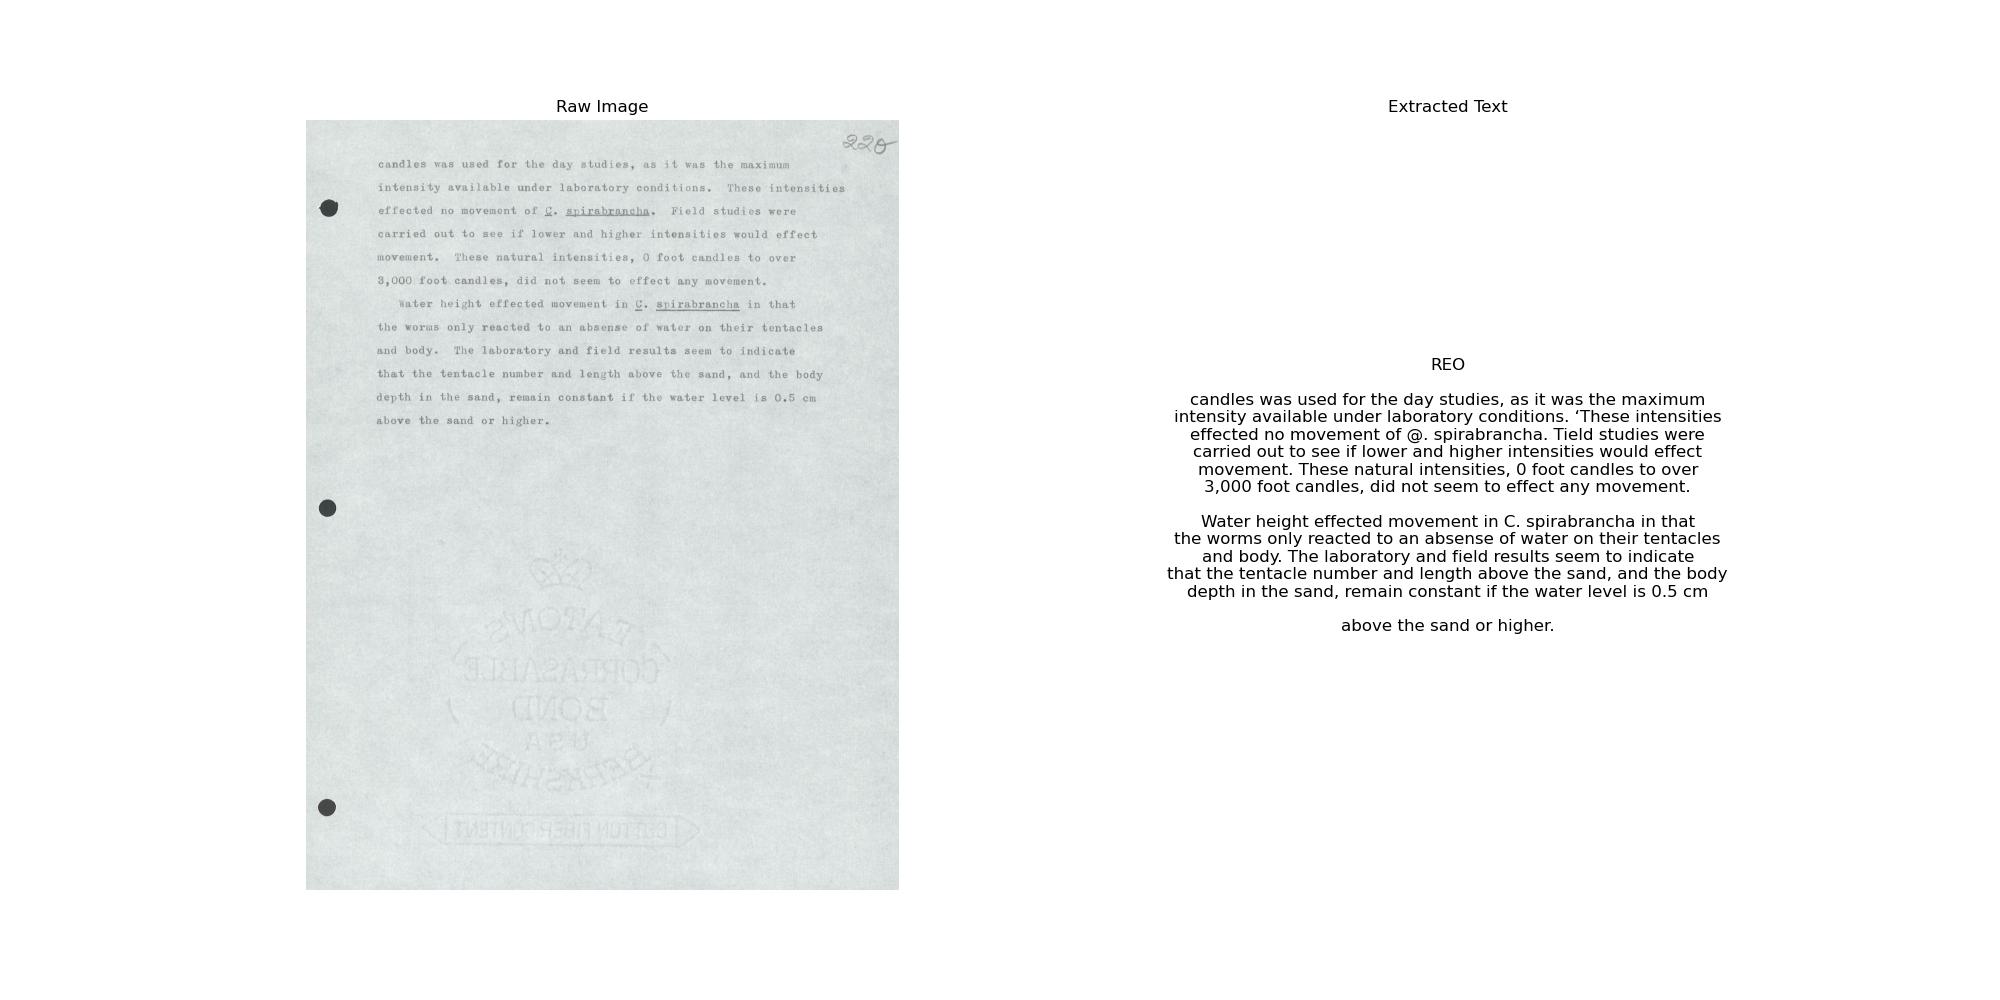 Raw Image
220
candles was used for the day studies, as it was the maximum
intensity available under laboratory conditions.  These intensities
effected no movement of C. spirabrancha.  Field studies were
carried out to see if lower and higher intensities would effect
movement.  These natural intensities, 0 foot candles to over
3,000 foot candles, did not seem to effect any movement.
Water height effected movement in C. spirabrancha in that
the worms only reacted to an absense of water on their tentacles
and body.  The laboratory and field results seem to indicate
that the tentacle number and length above the sand, and the body
depth in the sand, remain constant if the water level is 0.5 cm
above the sand or higher.
EATON'S
CORRASABLE
BOND
USA
BERKSHIRE
COTTON FIBER CONTENT
Extracted Text
REO
candles was used for the day studies, as it was the maximum
intensity available under laboratory conditions. ‘These intensities
effected no movement of @. spirabrancha. Tield studies were
carried out to see if lower and higher intensities would effect
movement. These natural intensities, 0 foot candles to over
3,000 foot candles, did not seem to effect any movement.
Water height effected movement in C. spirabrancha in that
the worms only reacted to an absense of water on their tentacles
and body. The laboratory and field results seem to indicate
that the tentacle number and length above the sand, and the body
depth in the sand, remain constant if the water level is 0.5 cm
above the sand or higher.